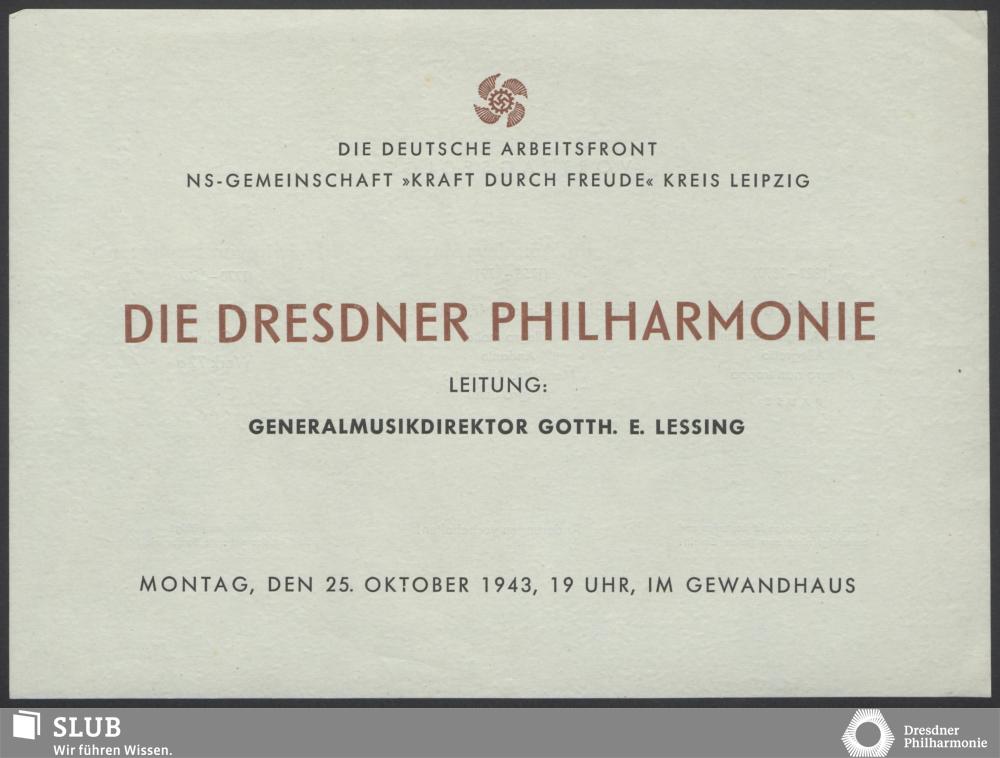 DIE DEUTSCHE ARBEITSFRONT
NS-GEMEINSCHAFT »KRAFT DURCH FREUDE« KREIS LEIPZIG
DIE DRESDNER PHILHARMONIE
LEITUNG:
GENERALMUSIKDIREKTOR GOTTH. E. LESSING
MONTAG, DEN 25. OKTOBER 1943, 19 UHR, IM GEWANDHAUS
SLUB
Wir führen Wissen.
Dresdner
Philharmonie